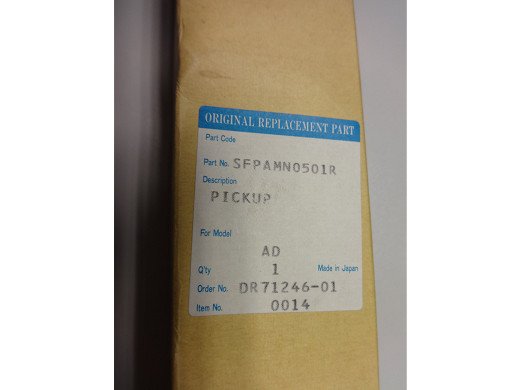 ORIGINAL REPLACEMENT PART
Part Code
Part No. SFPAMN0501R
Description
PICKUP
For Model
AD
Q'ty 1 Made in Japan
Order No. DR71246-01
Item No. 0014